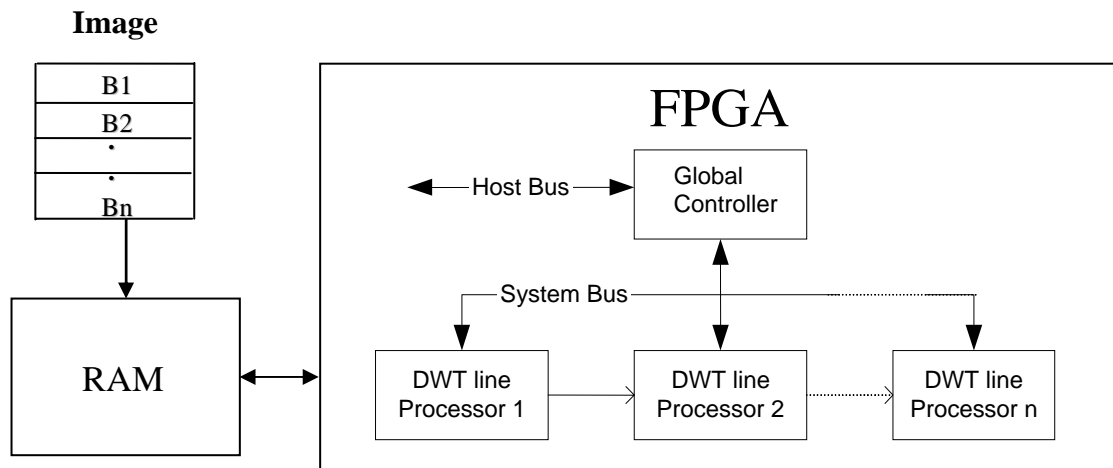 Image
B1
B2
.
.
Bn
RAM
FPGA
Host Bus
Global
Controller
System Bus
DWT line
Processor 1
DWT line
Processor 2
DWT line
Processor n